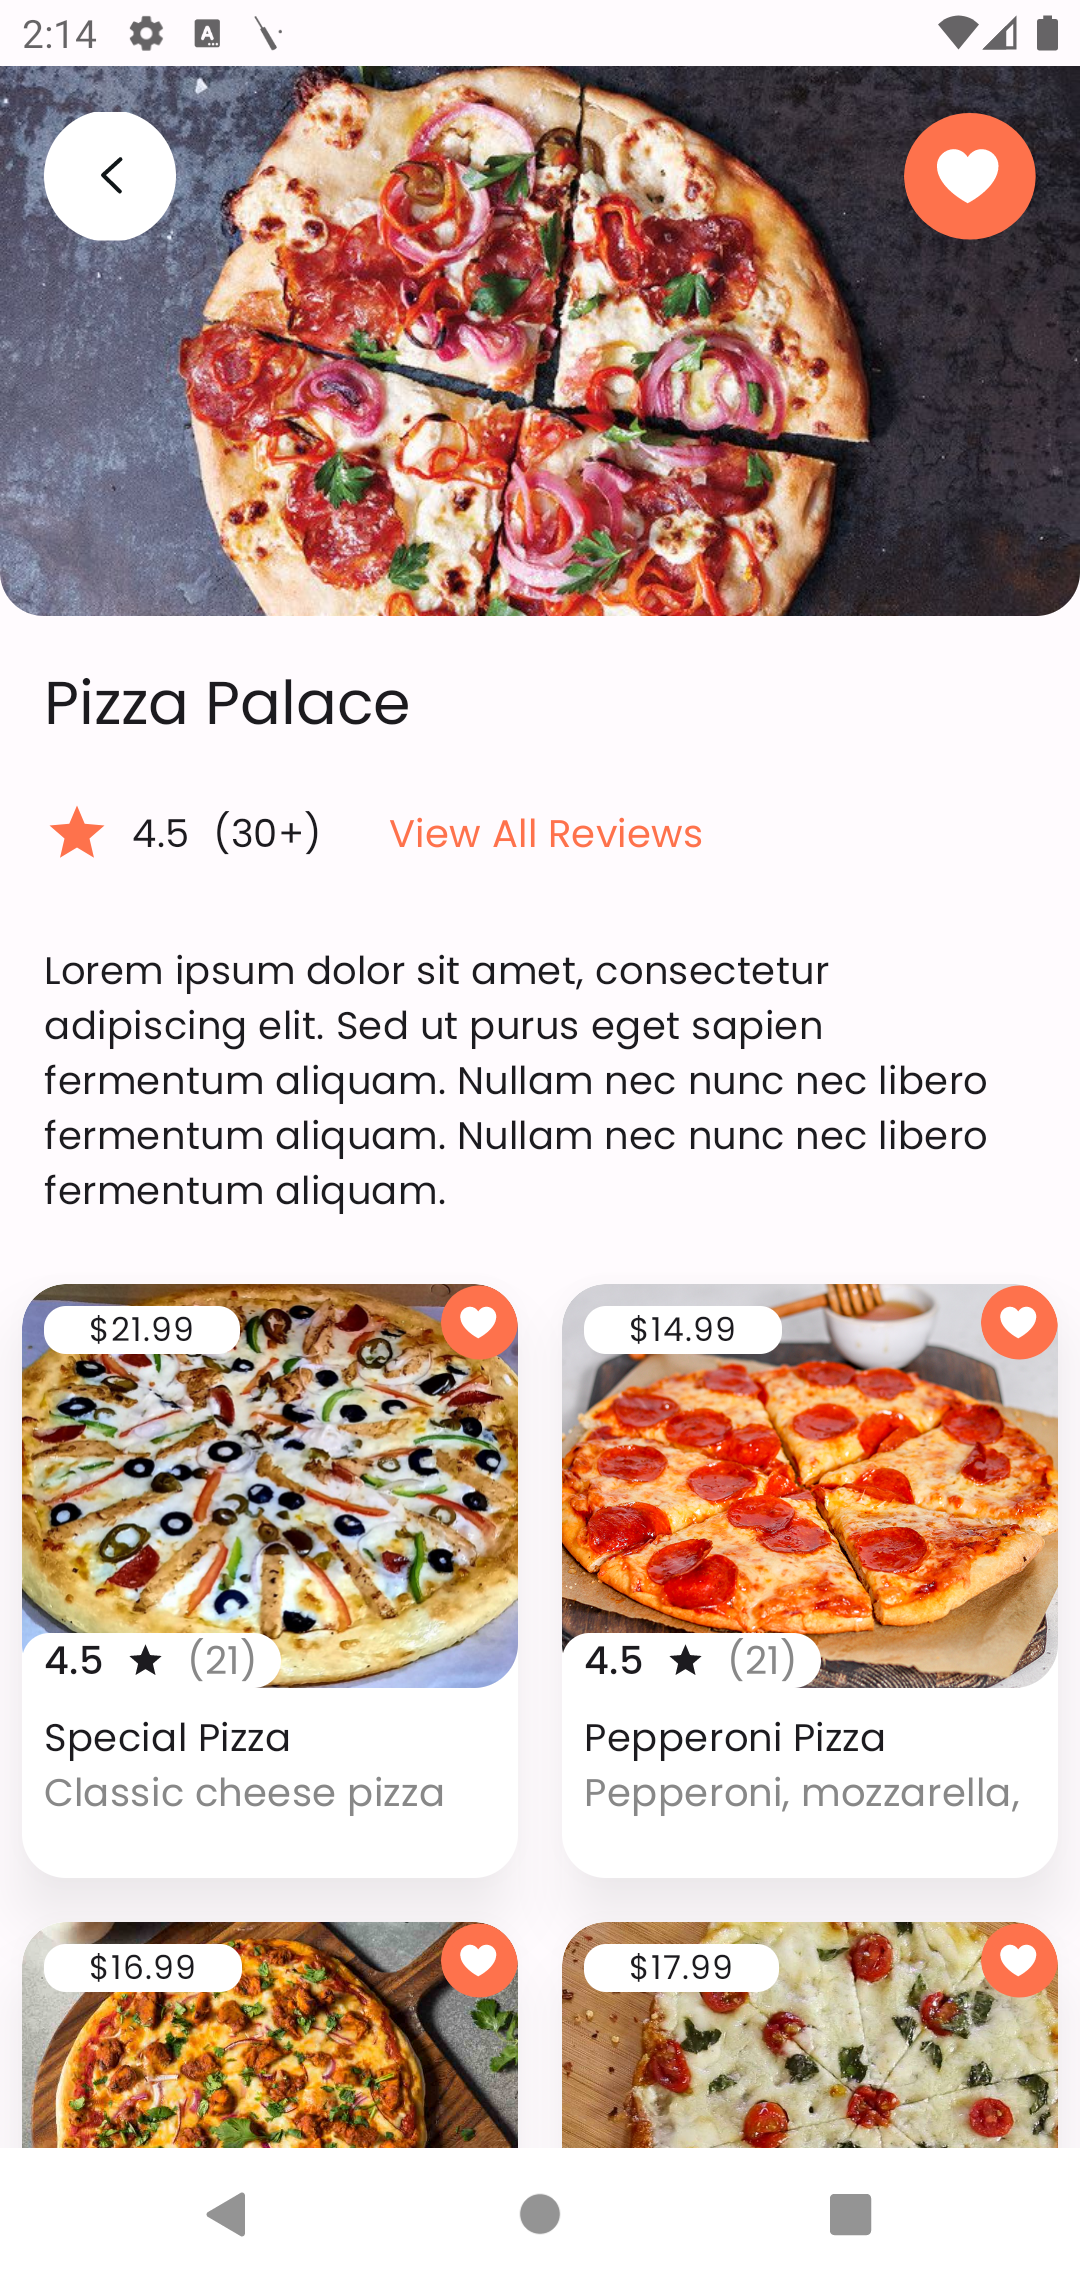 2:14
Pizza Palace
4.5 (30+) View All Reviews
Lorem ipsum dolor sit amet, consectetur
adipiscing elit. Sed ut purus eget sapien
fermentum aliquam. Nullam nec nunc nec libero
fermentum aliquam. Nullam nec nunc nec libero
fermentum aliquam.
$21.99
4.5 ★ (21)
Special Pizza
Classic cheese pizza
$14.99
4.5 ★ (21)
Pepperoni Pizza
Pepperoni, mozzarella,
$16.99
$17.99